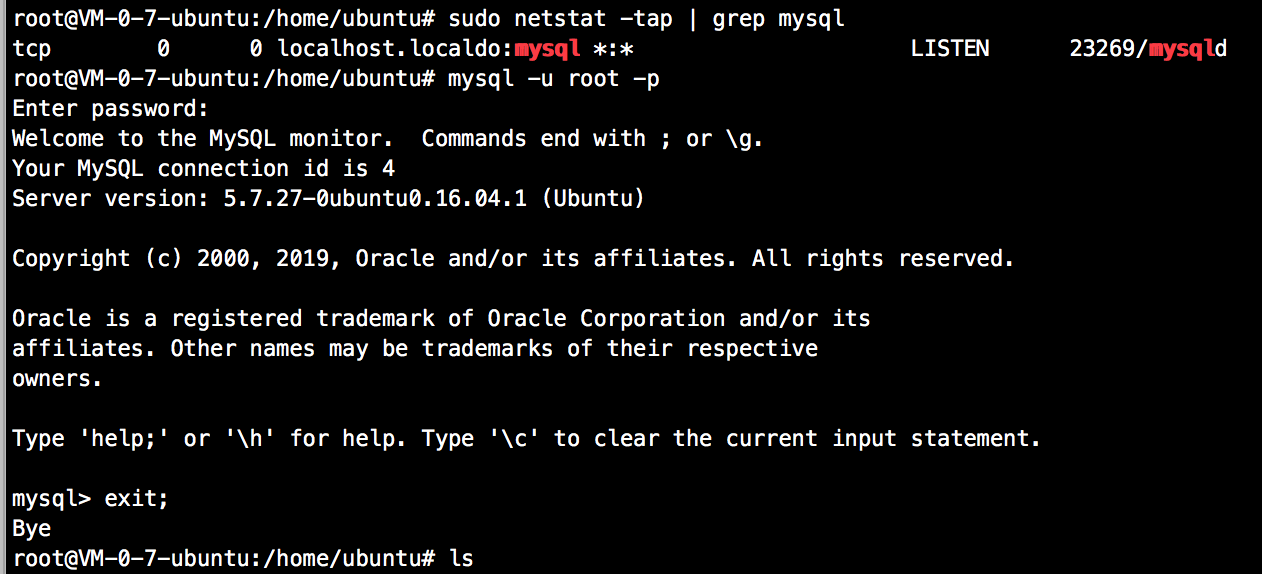 root@VM-0-7-ubuntu:/home/ubuntu# sudo netstat -tap | grep mysql
tcp        0      0 localhost.localdo:mysql *:*                     LISTEN      23269/mysqld
root@VM-0-7-ubuntu:/home/ubuntu# mysql -u root -p
Enter password:
Welcome to the MySQL monitor.  Commands end with ; or \g.
Your MySQL connection id is 4
Server version: 5.7.27-0ubuntu0.16.04.1 (Ubuntu)

Copyright (c) 2000, 2019, Oracle and/or its affiliates. All rights reserved.

Oracle is a registered trademark of Oracle Corporation and/or its
affiliates. Other names may be trademarks of their respective
owners.

Type 'help;' or '\h' for help. Type '\c' to clear the current input statement.

mysql> exit;
Bye
root@VM-0-7-ubuntu:/home/ubuntu# ls